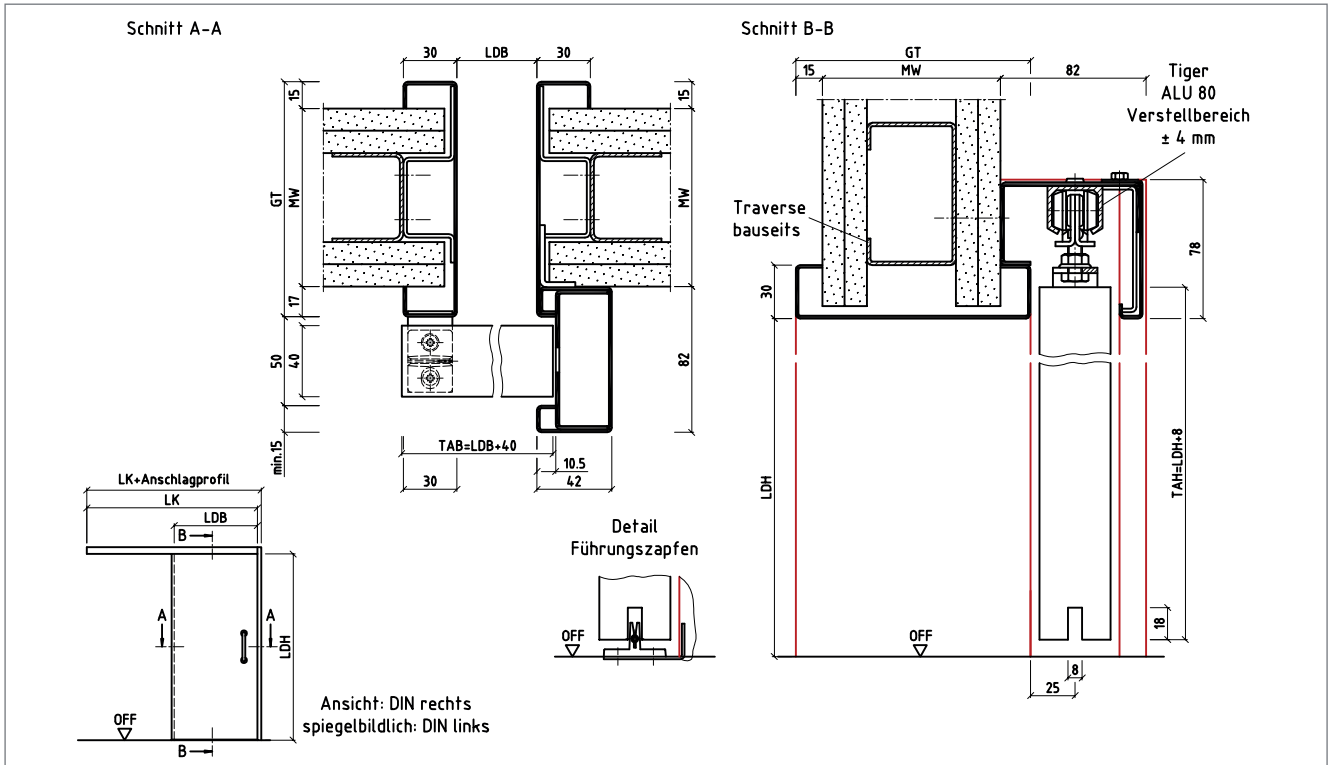 Schnitt A-A
30
LDB
30
15
15
GT
MW
MW
17
50
40
82
min.15
TAB=LDB+40
10.5
30
42
Schnitt B-B
GT
15
MW
82
Tiger
ALU 80
Verstellbereich
± 4 mm
Traverse
bauseits
78
30
LDH
TAH=LDH+8
18
8
25
OFF
LK+Anschlagprofil
LK
LDB
B
A
A
LDH
OFF
B
Ansicht: DIN rechts
spiegelbildlich: DIN links
Detail
Führungszapfen
OFF